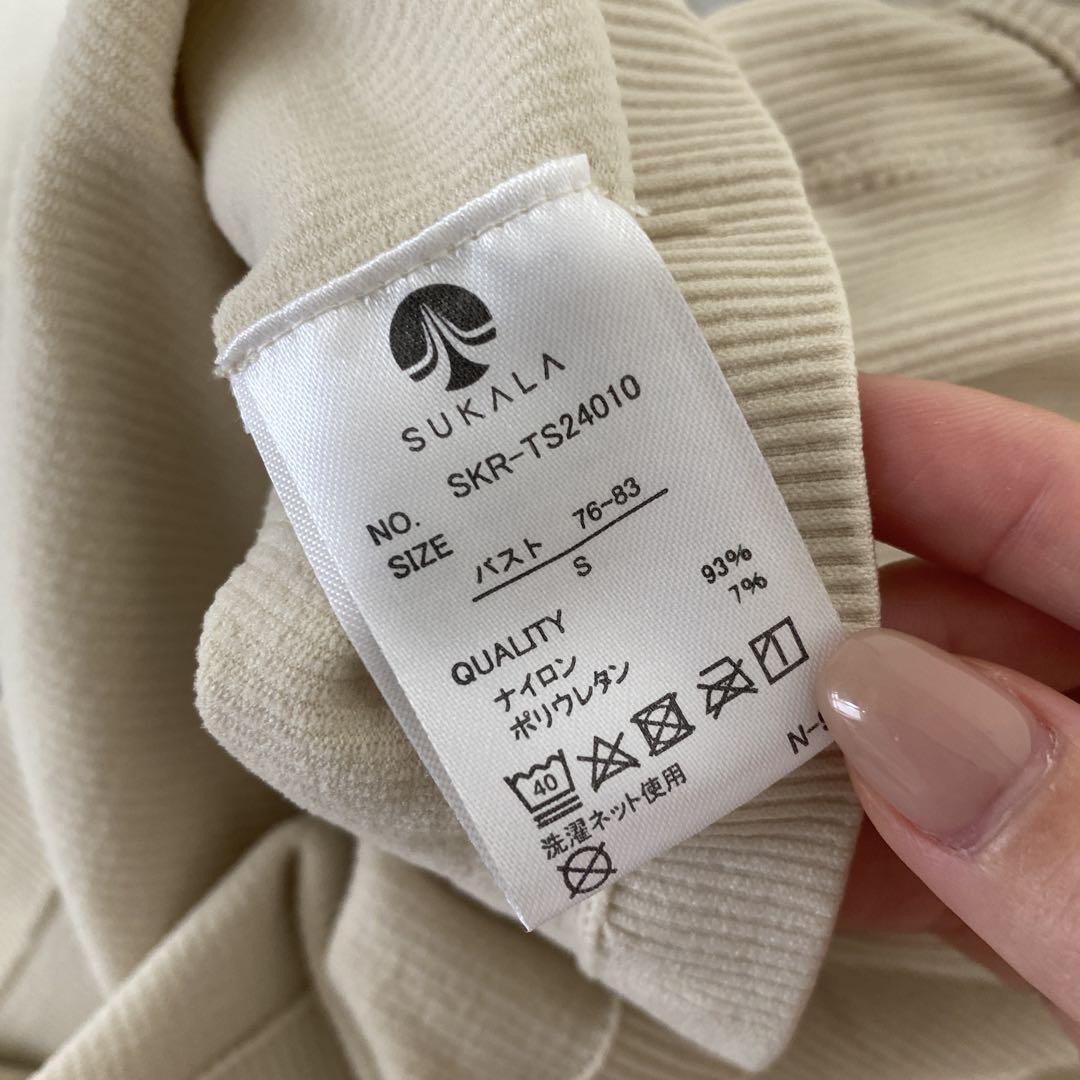 SUKALA
NO. SKR-TS24010
SIZE バスト 76-83
S
QUALITY
ナイロン 93%
ポリウレタン 7%
40
洗濯ネット使用